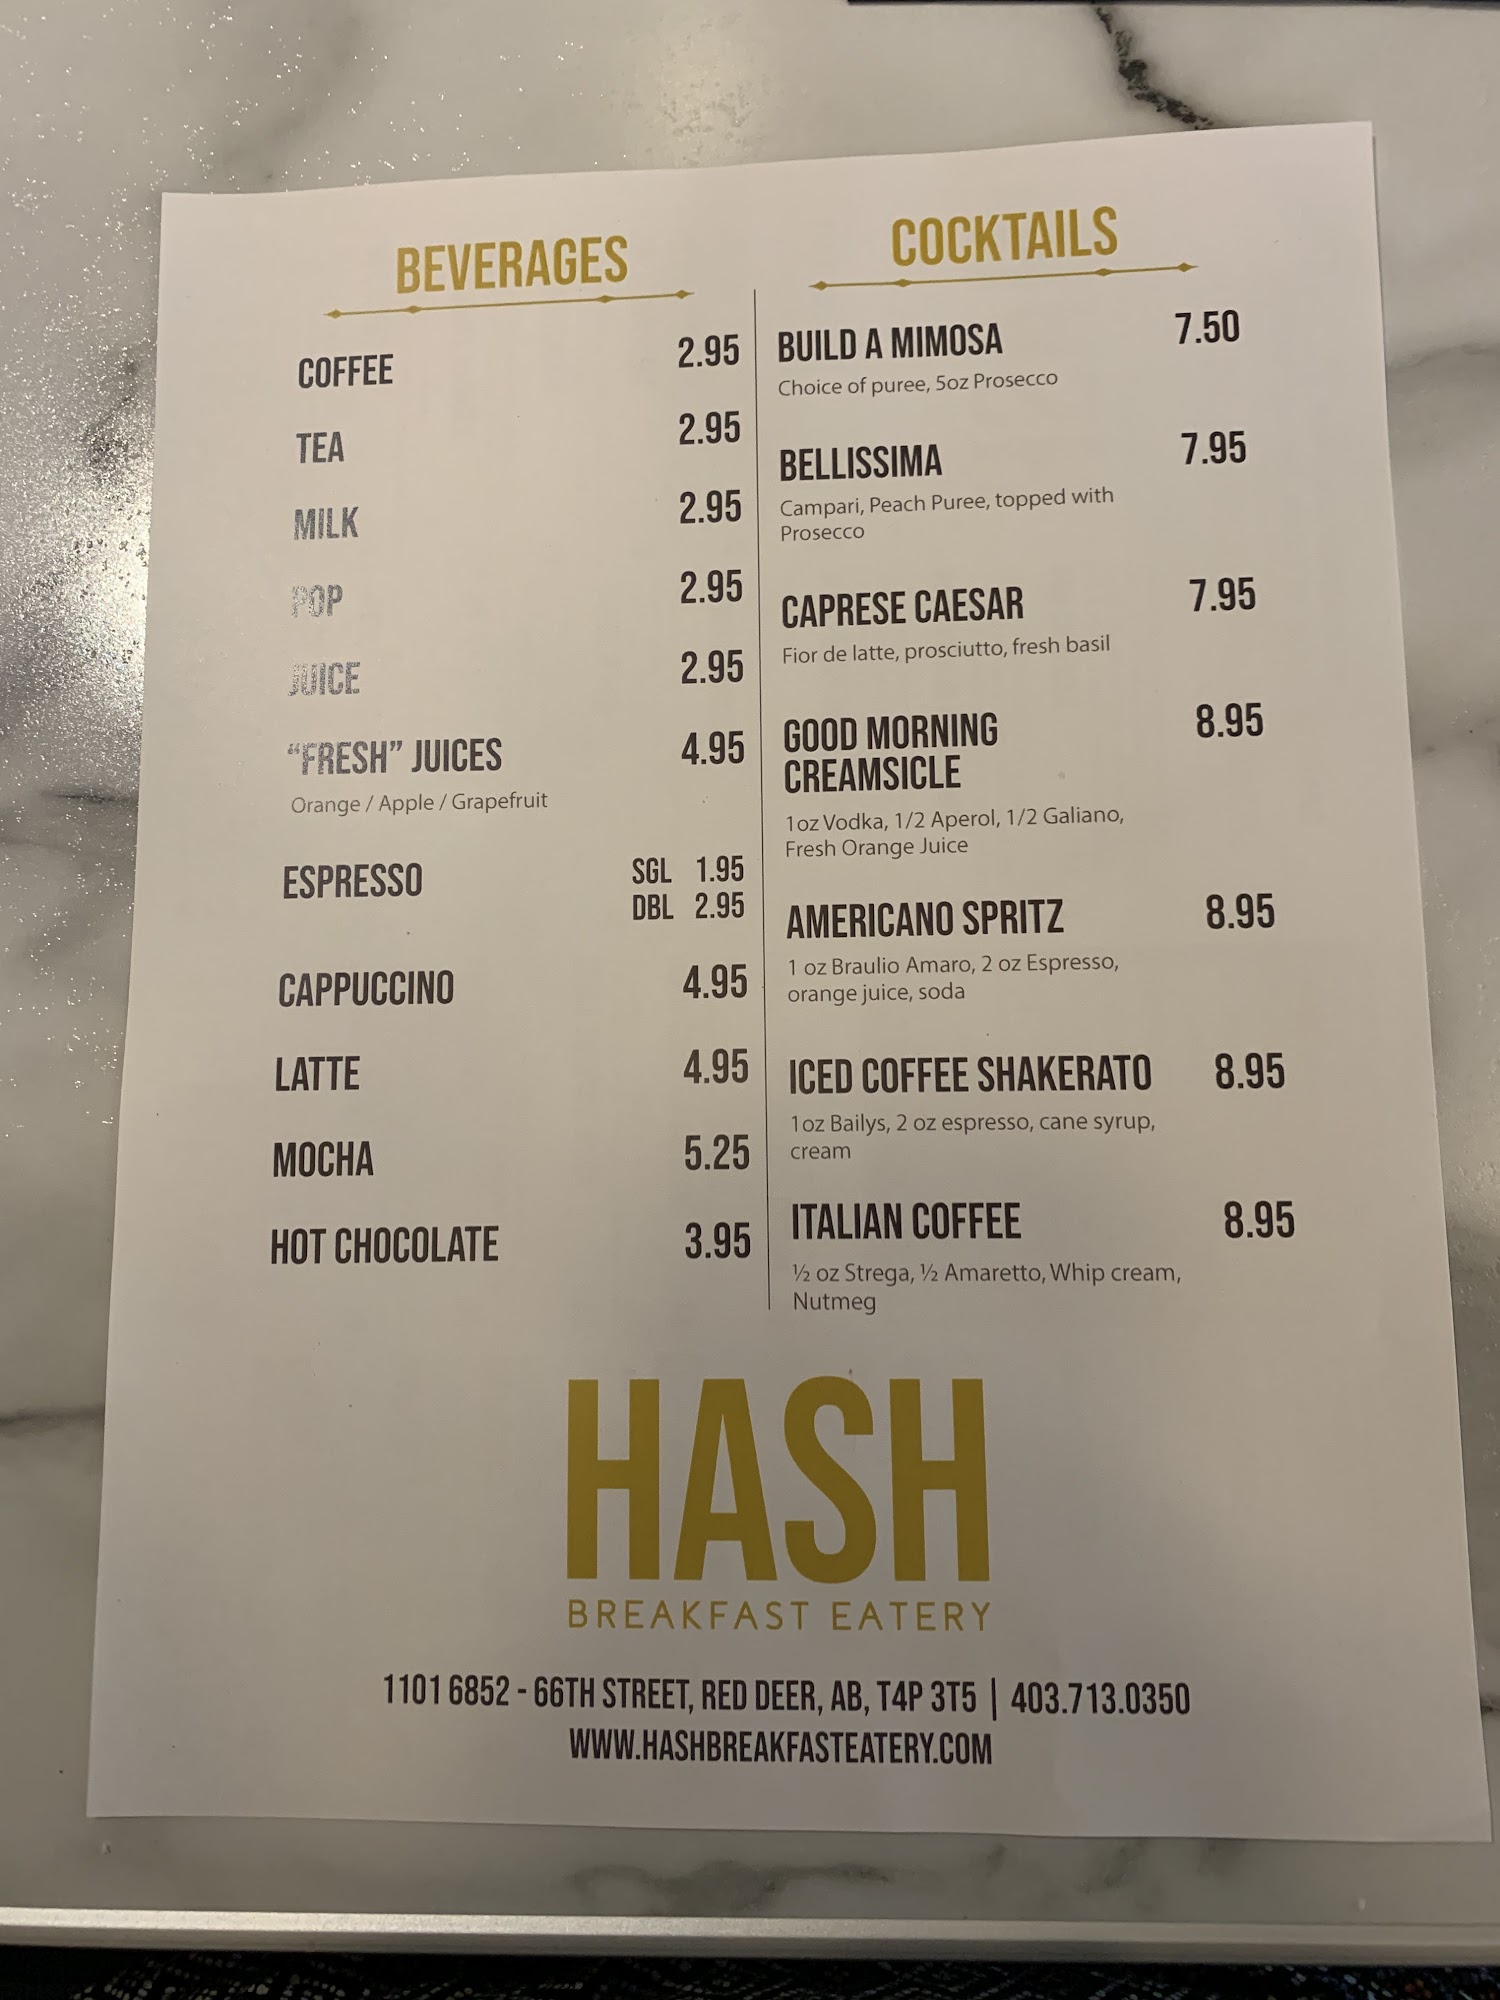 BEVERAGES
COFFEE 2.95
TEA 2.95
MILK 2.95
POP 2.95
JUICE 2.95
“FRESH” JUICES 4.95
Orange / Apple / Grapefruit
ESPRESSO SGL 1.95
DBL 2.95
CAPPUCCINO 4.95
LATTE 4.95
MOCHA 5.25
HOT CHOCOLATE 3.95
COCKTAILS
BUILD A MIMOSA 7.50
Choice of puree, 5oz Prosecco
BELLISSIMA 7.95
Campari, Peach Puree, topped with
Prosecco
CAPRESE CAESAR 7.95
Fior de latte, prosciutto, fresh basil
GOOD MORNING 8.95
CREAMSICLE
1oz Vodka, 1/2 Aperol, 1/2 Galiano,
Fresh Orange Juice
AMERICANO SPRITZ 8.95
1 oz Braulio Amaro, 2 oz Espresso,
orange juice, soda
ICED COFFEE SHAKERATO 8.95
1oz Bailys, 2 oz espresso, cane syrup,
cream
ITALIAN COFFEE 8.95
½ oz Strega, ½ Amaretto, Whip cream,
Nutmeg
HASH
BREAKFAST EATERY
1101 6852 - 66TH STREET, RED DEER, AB, T4P 3T5 | 403.713.0350
WWW.HASHBREAKFASTEATERY.COM